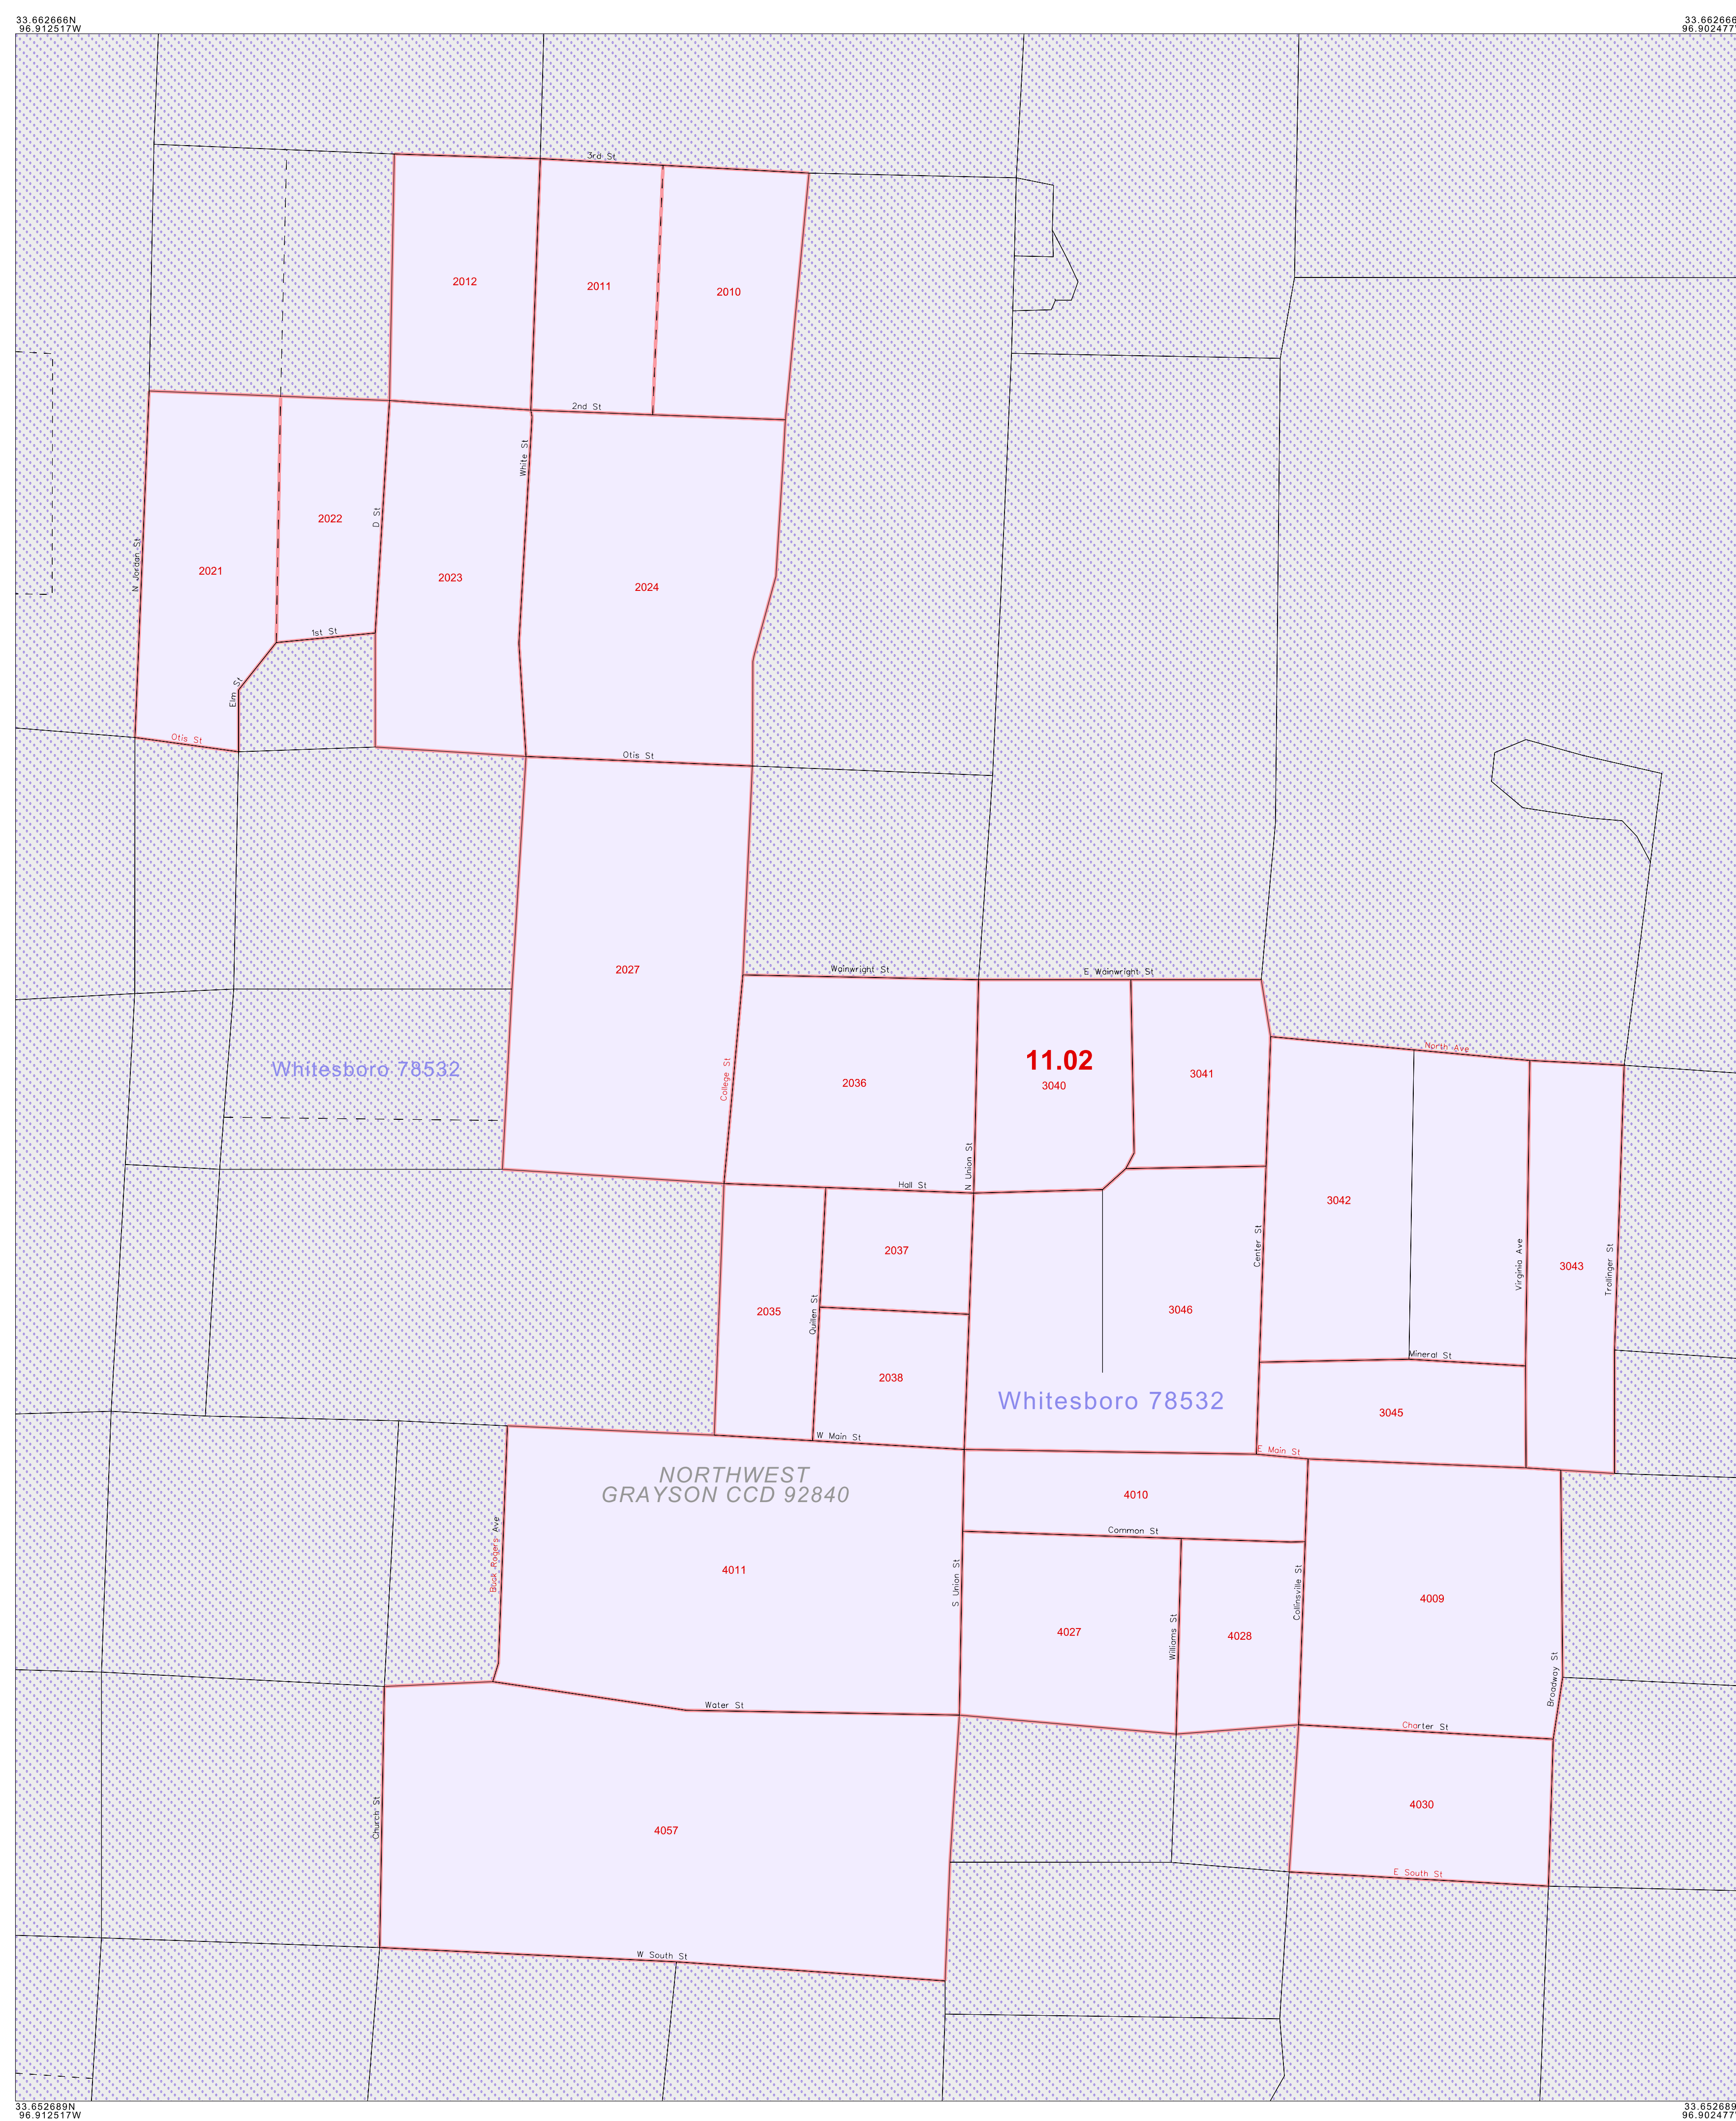 33.662666N
96.912517W
33.662666
96.902477
3rd St
2012
2011
2010
2nd St
White St
D St
2022
N Jordan St
2021
2023
2024
1st St
Elm St
Otis St
Otis St
2027
Wainwright St
E Wainwright St
North Ave
11.02
3040
3041
2036
College St
Whitesboro 78532
N Union St
Hall St
3042
Center St
Virginia Ave
Trollinger St
3043
2037
2035
Quillen St
3046
2038
Mineral St
Whitesboro 78532
3045
W Main St
E Main St
NORTHWEST
GRAYSON CCD 92840
4010
Common St
Buck Rogers Ave
4011
S Union St
Collinsville St
4009
4027
Williams St
4028
Broadway St
Water St
Charter St
Church St
4057
4030
E South St
W South St
33.652689N
96.912517W
33.652689
96.902477